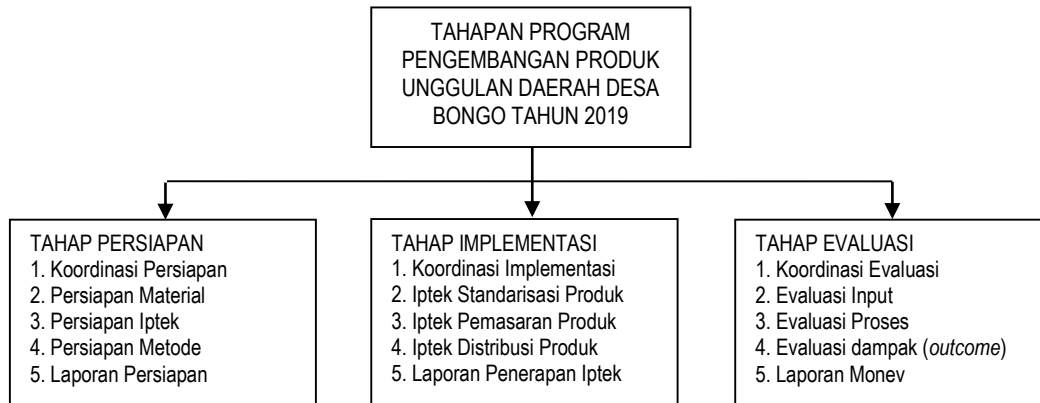 TAHAPAN PROGRAM
PENGEMBANGAN PRODUK
UNGGULAN DAERAH DESA
BONGO TAHUN 2019
TAHAP PERSIAPAN
1. Koordinasi Persiapan
2. Persiapan Material
3. Persiapan Iptek
4. Persiapan Metode
5. Laporan Persiapan
TAHAP IMPLEMENTASI
1. Koordinasi Implementasi
2. Iptek Standarisasi Produk
3. Iptek Pemasaran Produk
4. Iptek Distribusi Produk
5. Laporan Penerapan Iptek
TAHAP EVALUASI
1. Koordinasi Evaluasi
2. Evaluasi Input
3. Evaluasi Proses
4. Evaluasi dampak (outcome)
5. Laporan Monev